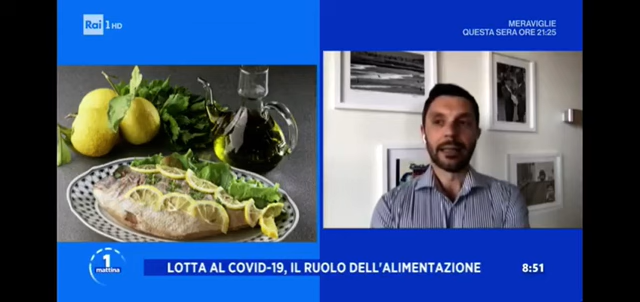 Rai 1 HD
MERAVIGLIE
QUESTA SERA ORE 21:25
1
mattina
LOTTA AL COVID-19, IL RUOLO DELL'ALIMENTAZIONE
8:51